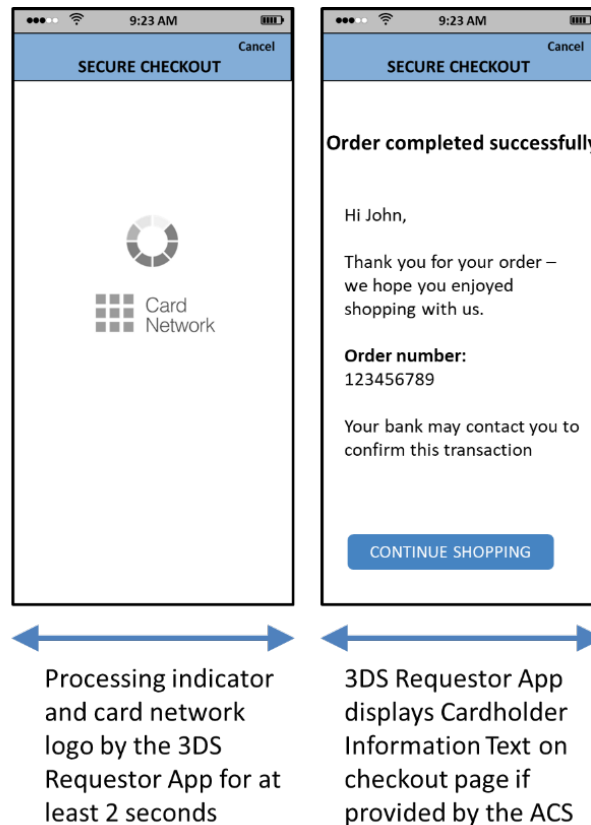 9:23 AM
Cancel
SECURE CHECKOUT
Card
Network
Processing indicator
and card network
logo by the 3DS
Requestor App for at
least 2 seconds
9:23 AM
Cancel
SECURE CHECKOUT
Order completed successfully
Hi John,
Thank you for your order –
we hope you enjoyed
shopping with us.
Order number:
123456789
Your bank may contact you to
confirm this transaction
CONTINUE SHOPPING
3DS Requestor App
displays Cardholder
Information Text on
checkout page if
provided by the ACS